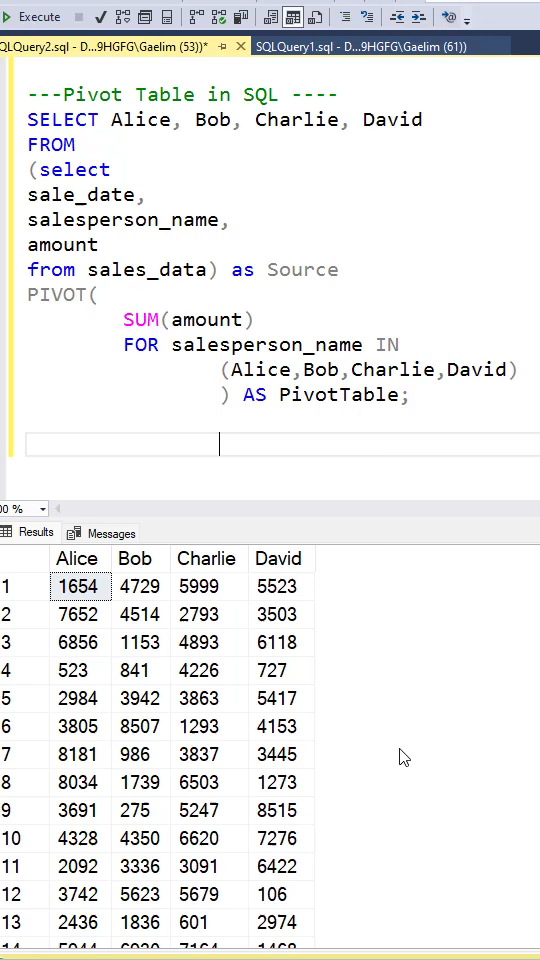 Execute
QLQuery2.sql - D...9HGFG\Gaelim (53))* SQLQuery1.sql - D...9HGFG\Gaelim (61))
---Pivot Table in SQL ----
SELECT Alice, Bob, Charlie, David
FROM
(select
sale_date,
salesperson_name,
amount
from sales_data) as Source
PIVOT(
SUM(amount)
FOR salesperson_name IN
(Alice,Bob,Charlie,David)
) AS PivotTable;
00 %
Results Messages
Alice Bob Charlie David
1 1654 4729 5999 5523
2 7652 4514 2793 3503
3 6856 1153 4893 6118
4 523 841 4226 727
5 2984 3942 3863 5417
6 3805 8507 1293 4153
7 8181 986 3837 3445
8 8034 1739 6503 1273
9 3691 275 5247 8515
10 4328 4350 6620 7276
11 2092 3336 3091 6422
12 3742 5623 5679 106
13 2436 1836 601 2974